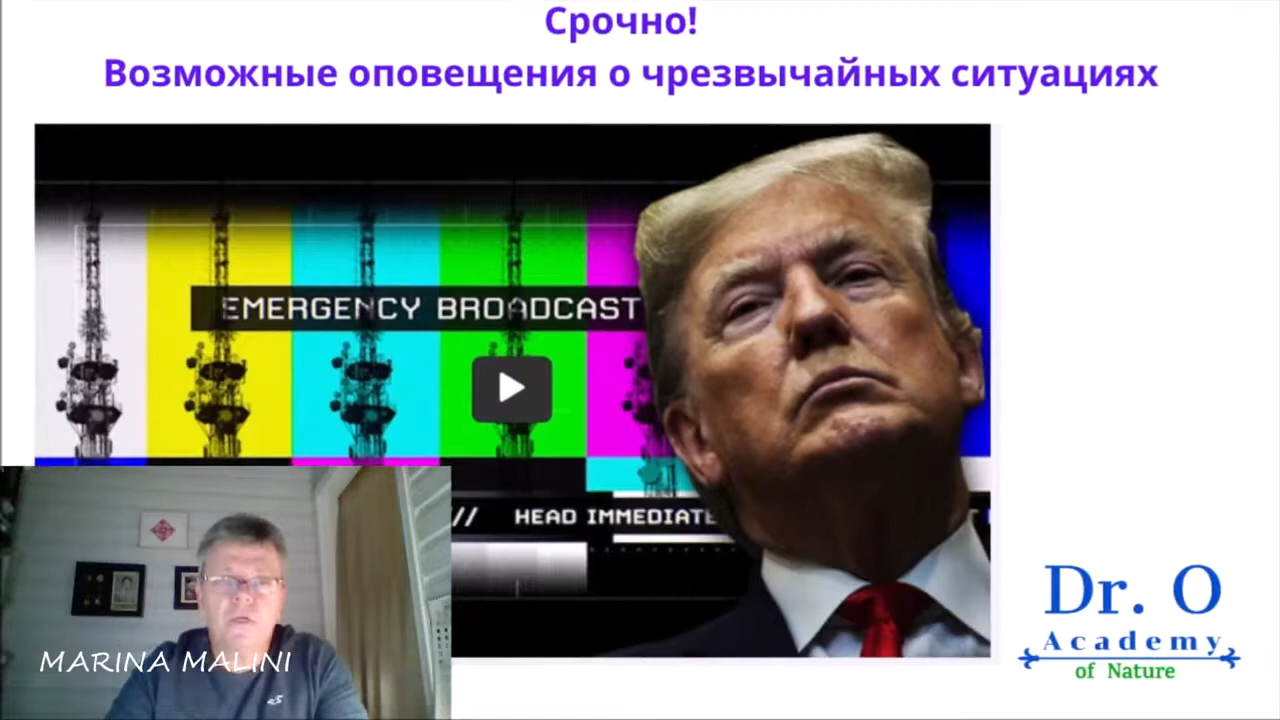 Срочно!
Возможные оповещения о чрезвычайных ситуациях
EMERGENCY BROADCAST
// HEAD IMMEDIATE
MARINA MALINI
Dr. O
Academy
of Nature